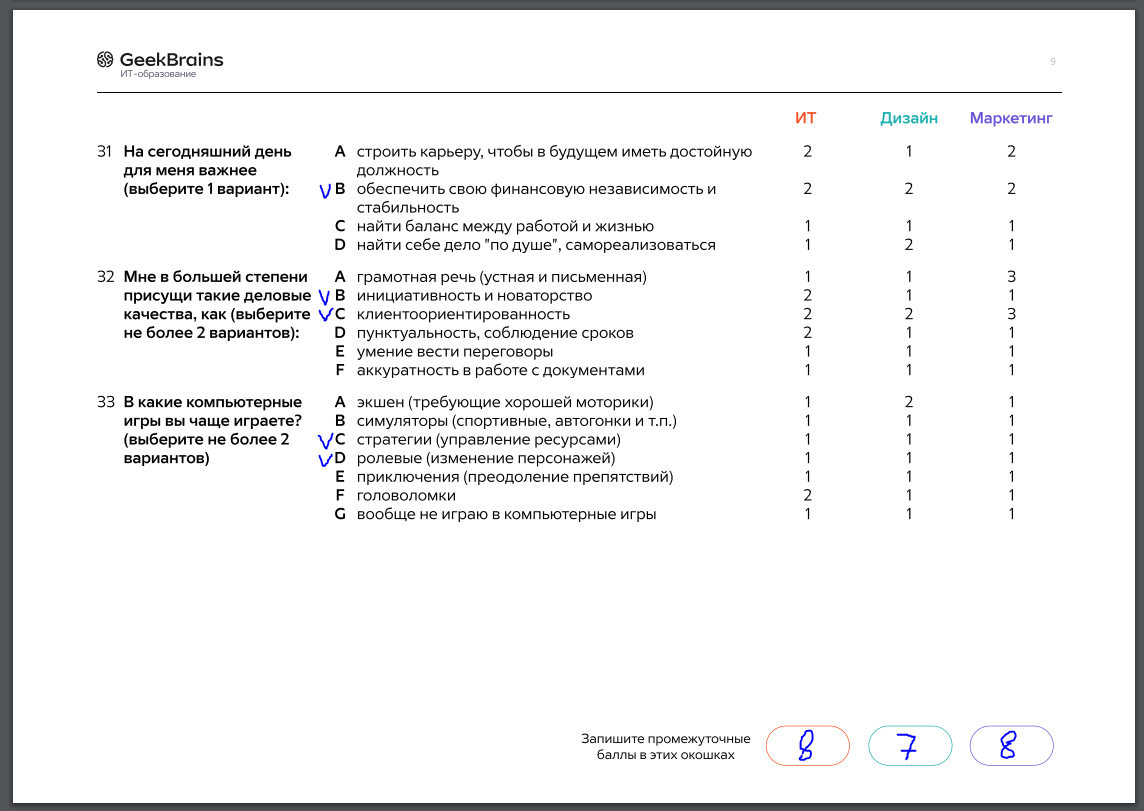 GeekBrains
ИТ-образование
9
ИТ Дизайн Маркетинг
31 На сегодняшний день для меня важнее (выберите 1 вариант):
A строить карьеру, чтобы в будущем иметь достойную должность 2 1 2
V B обеспечить свою финансовую независимость и стабильность 2 2 2
C найти баланс между работой и жизнью 1 1 1
D найти себе дело "по душе", самореализоваться 1 2 1
32 Мне в большей степени присущи такие деловые качества, как (выберите не более 2 вариантов):
A грамотная речь (устная и письменная) 1 1 3
V B инициативность и новаторство 2 1 1
V C клиентоориентированность 2 2 3
D пунктуальность, соблюдение сроков 2 1 1
E умение вести переговоры 1 1 1
F аккуратность в работе с документами 1 1 1
33 В какие компьютерные игры вы чаще играете? (выберите не более 2 вариантов)
A экшен (требующие хорошей моторики) 1 2 1
B симуляторы (спортивные, автогонки и т.п.) 1 1 1
V C стратегии (управление ресурсами) 1 1 1
V D ролевые (изменение персонажей) 1 1 1
E приключения (преодоление препятствий) 1 1 1
F головоломки 2 1 1
G вообще не играю в компьютерные игры 1 1 1
Запишите промежуточные
баллы в этих окошках
8 7 8